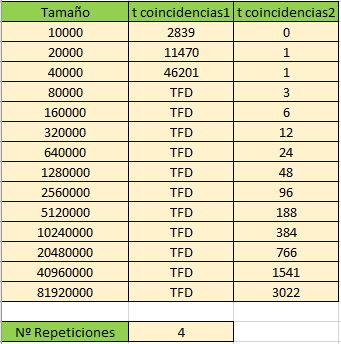 Tamaño t coincidencias1 t coincidencias2
10000 2839 0
20000 11470 1
40000 46201 1
80000 TFD 3
160000 TFD 6
320000 TFD 12
640000 TFD 24
1280000 TFD 48
2560000 TFD 96
5120000 TFD 188
10240000 TFD 384
20480000 TFD 766
40960000 TFD 1541
81920000 TFD 3022
Nº Repeticiones 4